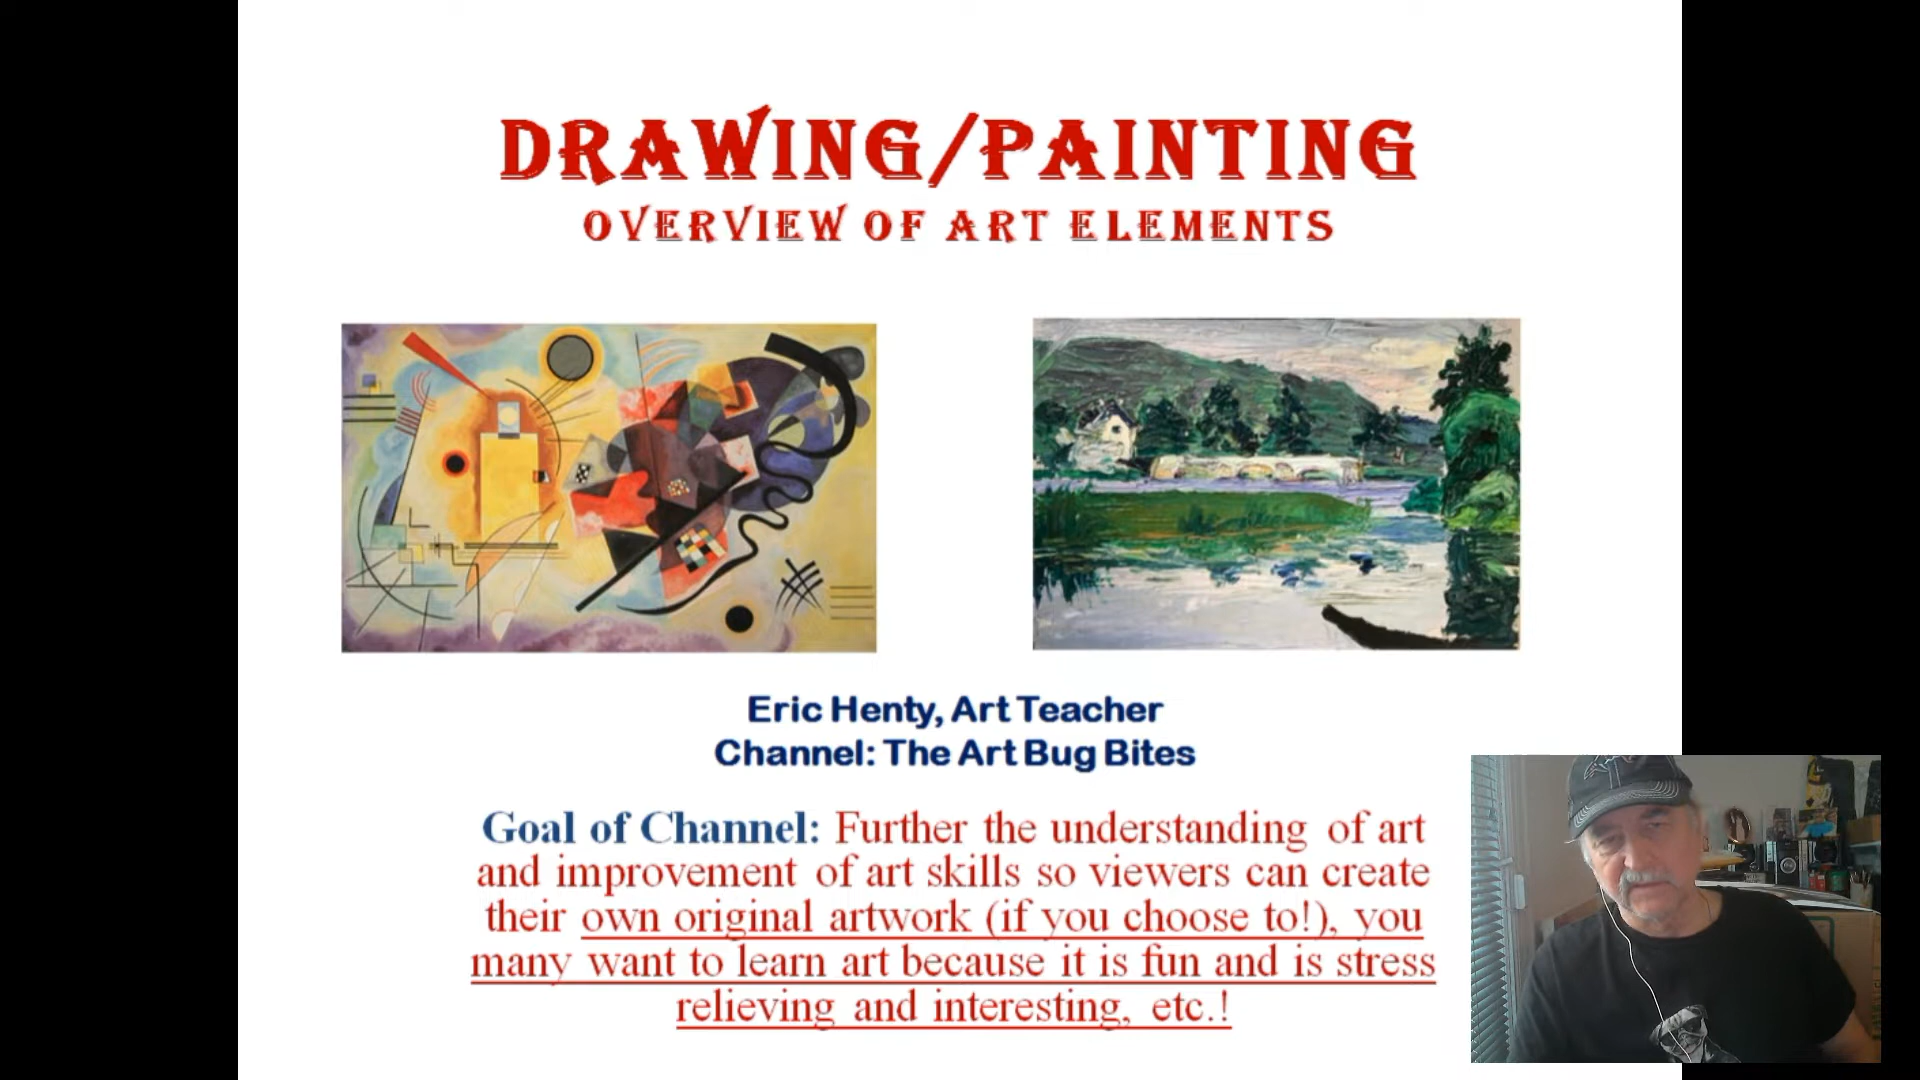 DRAWING/PAINTING
OVERVIEW OF ART ELEMENTS
Eric Henty, Art Teacher
Channel: The Art Bug Bites
Goal of Channel: Further the understanding of art
and improvement of art skills so viewers can create
their own original artwork (if you choose to!), you
many want to learn art because it is fun and is stress
relieving and interesting, etc.!